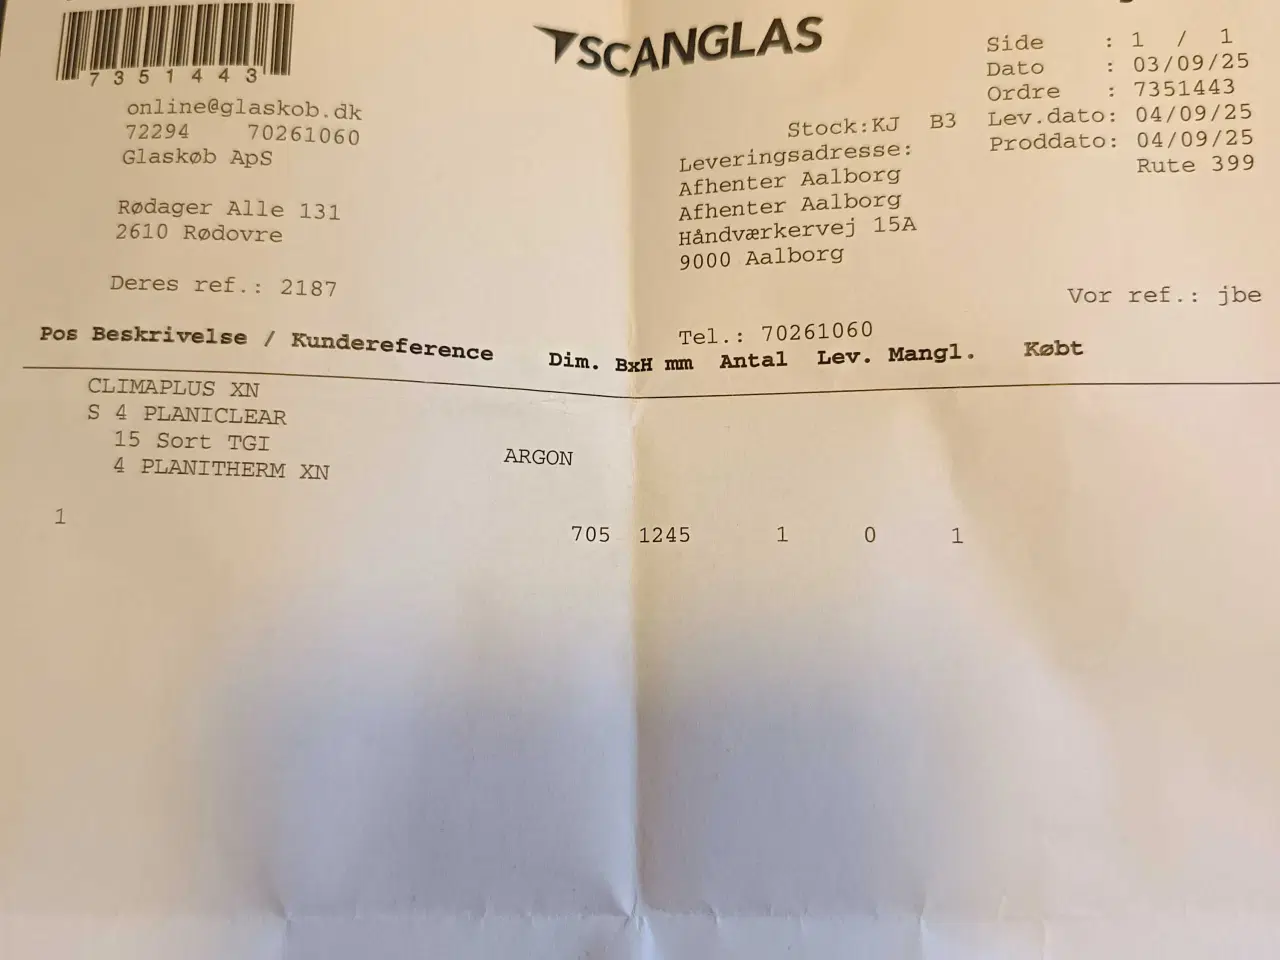 7351443
SCANGLAS
online@glaskob.dk
72294 70261060
Glaskøb ApS
Rødager Alle 131
2610 Rødovre
Deres ref.: 2187
Stock:KJ B3
Leveringsadresse:
Afhenter Aalborg
Afhenter Aalborg
Håndværkervej 15A
9000 Aalborg
Tel.: 70261060
Side : 1 / 1
Dato : 03/09/25
Ordre : 7351443
Lev.dato: 04/09/25
Proddato: 04/09/25
Rute 399
Vor ref.: jbe
Pos Beskrivelse / Kundereference Dim. BxH mm Antal Lev. Mangl. Købt
CLIMAPLUS XN
S 4 PLANICLEAR
15 Sort TGI ARGON
4 PLANITHERM XN
1 705 1245 1 0 1